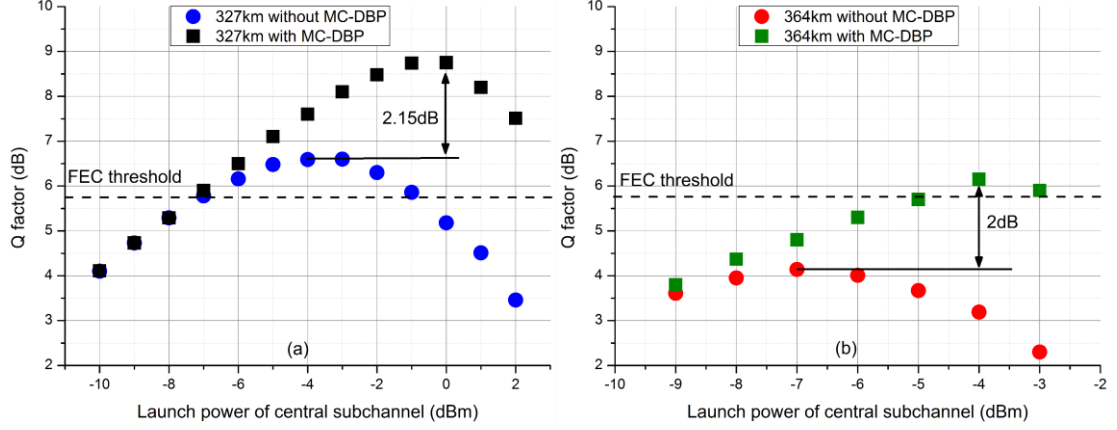 327km without MC-DBP
327km with MC-DBP
Q factor (dB)
9
8
7
6
5
4
3
2
2.15dB
FEC threshold
(a)
-10 -8 -6 -4 -2 0 2
Launch power of central subchannel (dBm)
364km without MC-DBP
364km with MC-DBP
Q factor (dB)
10
9
8
7
6
5
4
3
2
FEC threshold
2dB
(b)
-10 -9 -8 -7 -6 -5 -4 -3 -2
Launch power of central subchannel (dBm)